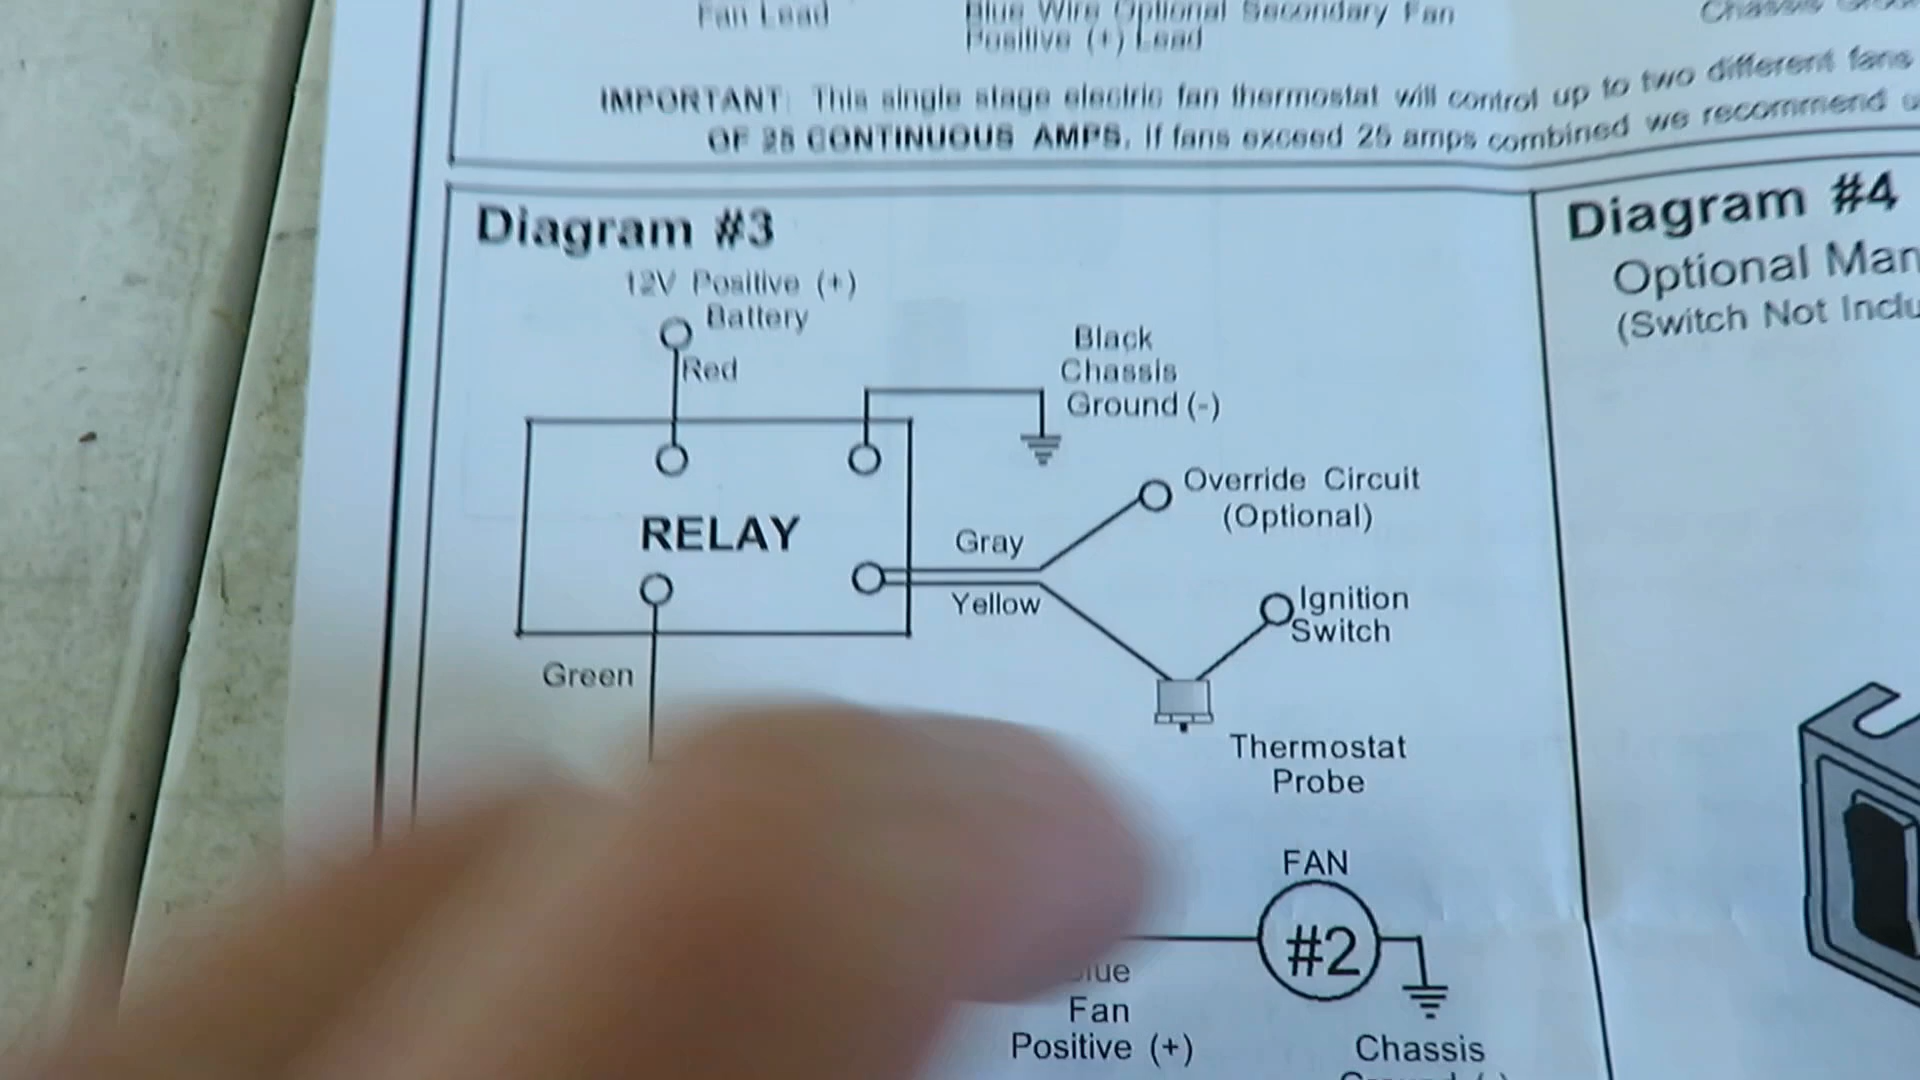 Fan Lead
Blue Wire Optional Secondary Fan
Positive (+) Lead
Chassis
IMPORTANT: This single stage electric fan thermostat will control up to two different fans
OF 25 CONTINUOUS AMPS. If fans exceed 25 amps combined we recommend
Diagram #3
12V Positive (+)
Battery
Red
Black
Chassis
Ground (-)
Override Circuit
(Optional)
RELAY
Gray
Yellow
Ignition
Switch
Green
Thermostat
Probe
FAN
#2
Fan
Positive (+)
Chassis
Diagram #4
Optional
(Switch Not